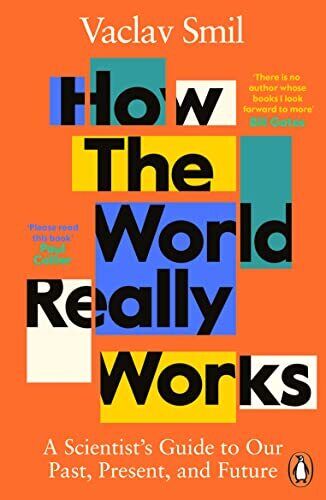 Vaclav Smil
'There is no
author whose
books I look
forward to more'
Bill Gates
How
The
World
Really
Works
'Please read
this book'
Paul
Collier
A Scientist's Guide to Our
Past, Present, and Future